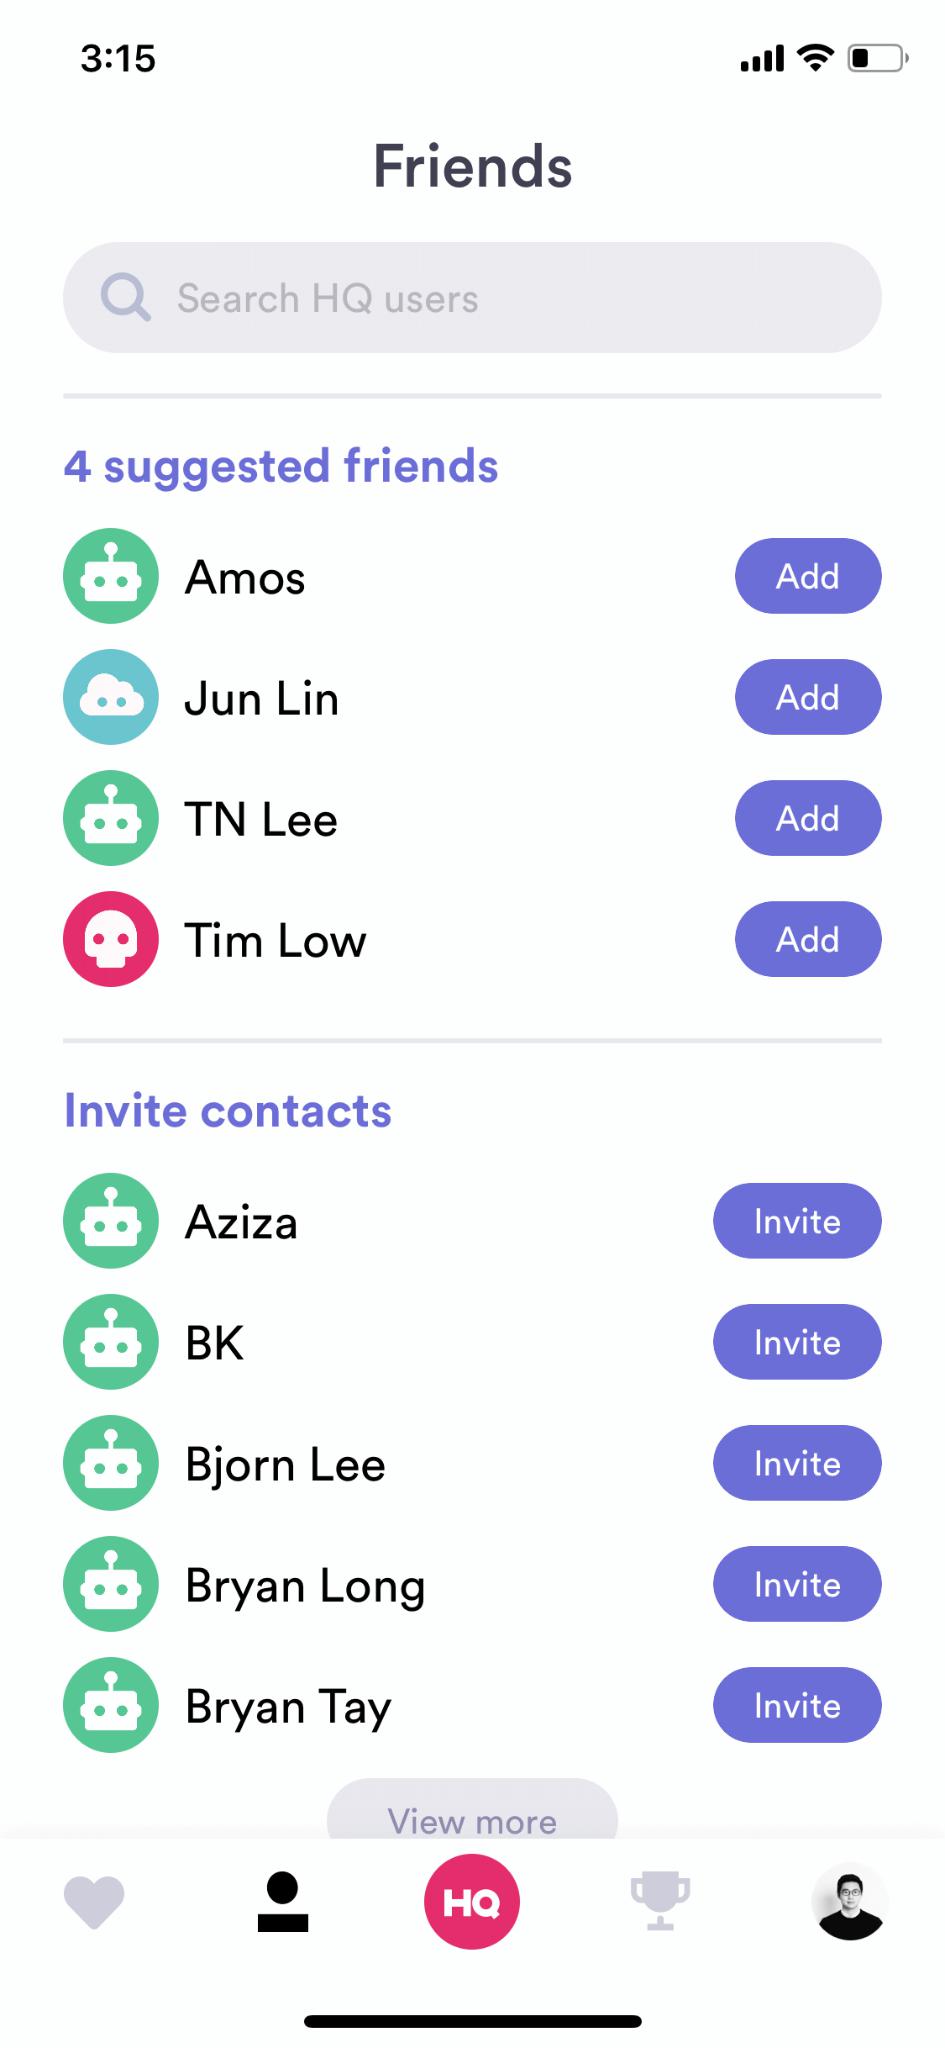 3:15
Friends
Search HQ users
4 suggested friends
Amos Add
Jun Lin Add
TN Lee Add
Tim Low Add
Invite contacts
Aziza Invite
BK Invite
Bjorn Lee Invite
Bryan Long Invite
Bryan Tay Invite
View more
HQ